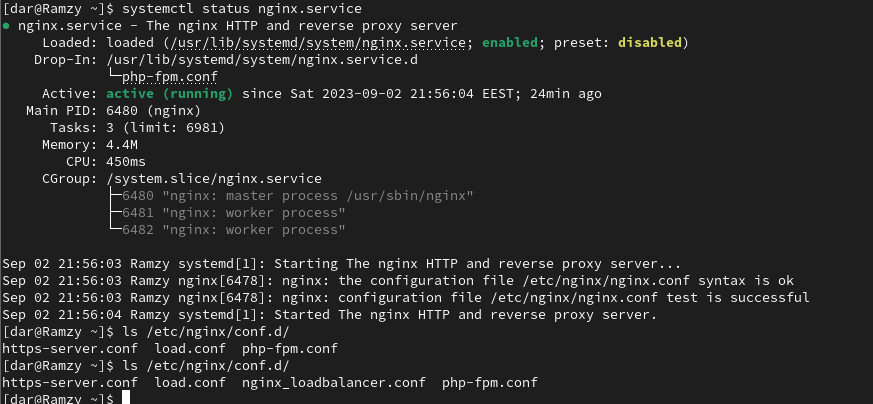 [dar@Ramzy ~]$ systemctl status nginx.service
● nginx.service - The nginx HTTP and reverse proxy server
     Loaded: loaded (/usr/lib/systemd/system/nginx.service; enabled; preset: disabled)
    Drop-In: /usr/lib/systemd/system/nginx.service.d
             └─php-fpm.conf
     Active: active (running) since Sat 2023-09-02 21:56:04 EEST; 24min ago
   Main PID: 6480 (nginx)
      Tasks: 3 (limit: 6981)
     Memory: 4.4M
        CPU: 450ms
     CGroup: /system.slice/nginx.service
             ├─6480 "nginx: master process /usr/sbin/nginx"
             ├─6481 "nginx: worker process"
             └─6482 "nginx: worker process"

Sep 02 21:56:03 Ramzy systemd[1]: Starting The nginx HTTP and reverse proxy server...
Sep 02 21:56:03 Ramzy nginx[6478]: nginx: the configuration file /etc/nginx/nginx.conf syntax is ok
Sep 02 21:56:03 Ramzy nginx[6478]: nginx: configuration file /etc/nginx/nginx.conf test is successful
Sep 02 21:56:04 Ramzy systemd[1]: Started The nginx HTTP and reverse proxy server.
[dar@Ramzy ~]$ ls /etc/nginx/conf.d/
https-server.conf  load.conf  php-fpm.conf
[dar@Ramzy ~]$ ls /etc/nginx/conf.d/
https-server.conf  load.conf  nginx_loadbalancer.conf  php-fpm.conf
[dar@Ramzy ~]$